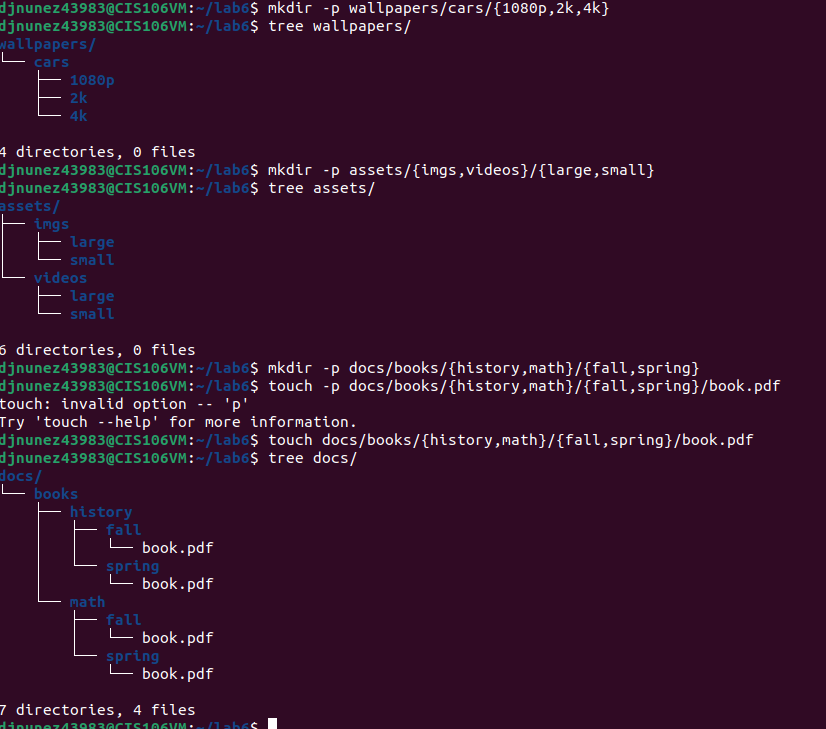 djnunez43983@CIS106VM:~/lab6$ mkdir -p wallpapers/cars/{1080p,2k,4k}
djnunez43983@CIS106VM:~/lab6$ tree wallpapers/
wallpapers/
└── cars
    ├── 1080p
    ├── 2k
    └── 4k
4 directories, 0 files
djnunez43983@CIS106VM:~/lab6$ mkdir -p assets/{imgs,videos}/{large,small}
djnunez43983@CIS106VM:~/lab6$ tree assets/
assets/
├── imgs
│   ├── large
│   └── small
└── videos
    ├── large
    └── small
6 directories, 0 files
djnunez43983@CIS106VM:~/lab6$ mkdir -p docs/books/{history,math}/{fall,spring}
djnunez43983@CIS106VM:~/lab6$ touch -p docs/books/{history,math}/{fall,spring}/book.pdf
touch: invalid option -- 'p'
Try 'touch --help' for more information.
djnunez43983@CIS106VM:~/lab6$ touch docs/books/{history,math}/{fall,spring}/book.pdf
djnunez43983@CIS106VM:~/lab6$ tree docs/
docs/
└── books
    ├── history
    │   ├── fall
    │   │   └── book.pdf
    │   └── spring
    │       └── book.pdf
    └── math
        ├── fall
        │   └── book.pdf
        └── spring
            └── book.pdf
7 directories, 4 files
djnunez43983@CIS106VM:~/lab6$